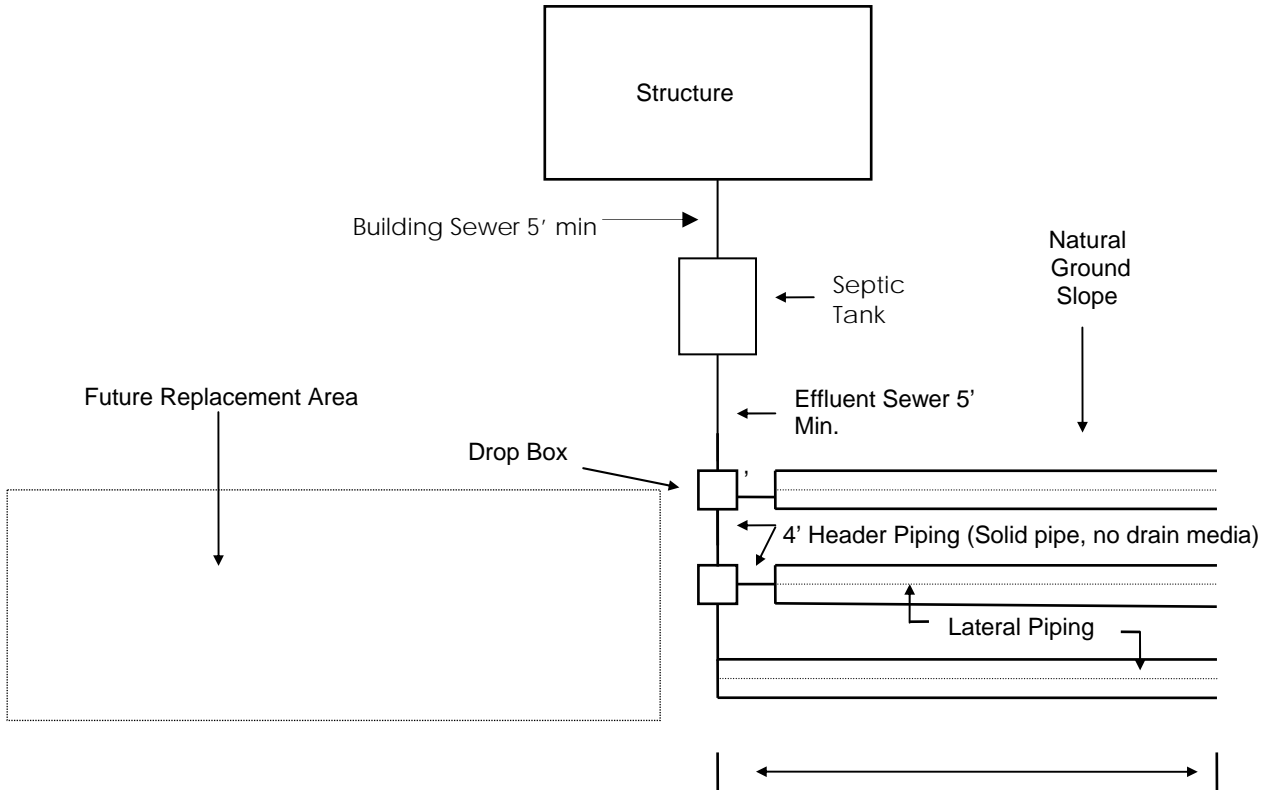 Structure
Building Sewer 5’ min
Natural
Ground
Slope
Septic
Tank
Future Replacement Area
Effluent Sewer 5’
Min.
Drop Box
’
4’ Header Piping (Solid pipe, no drain media)
Lateral Piping